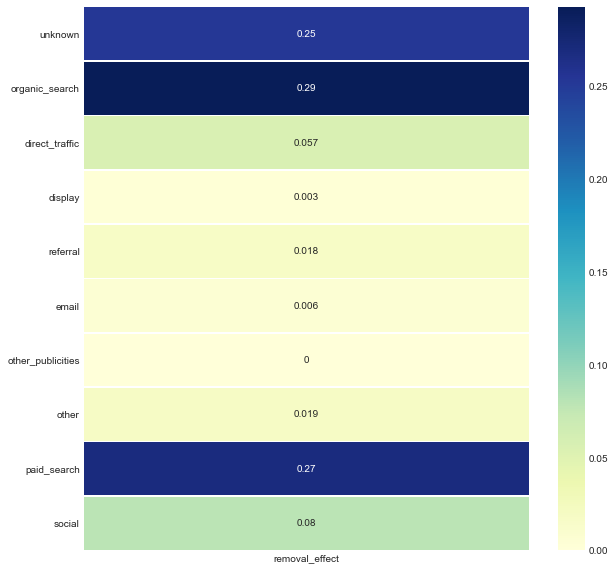 unknown 0.25
organic_search 0.29
direct_traffic 0.057
display 0.003
referral 0.018
email 0.006
other_publicities 0
other 0.019
paid_search 0.27
social 0.08
removal_effect
0.25
0.20
0.15
0.10
0.05
0.00